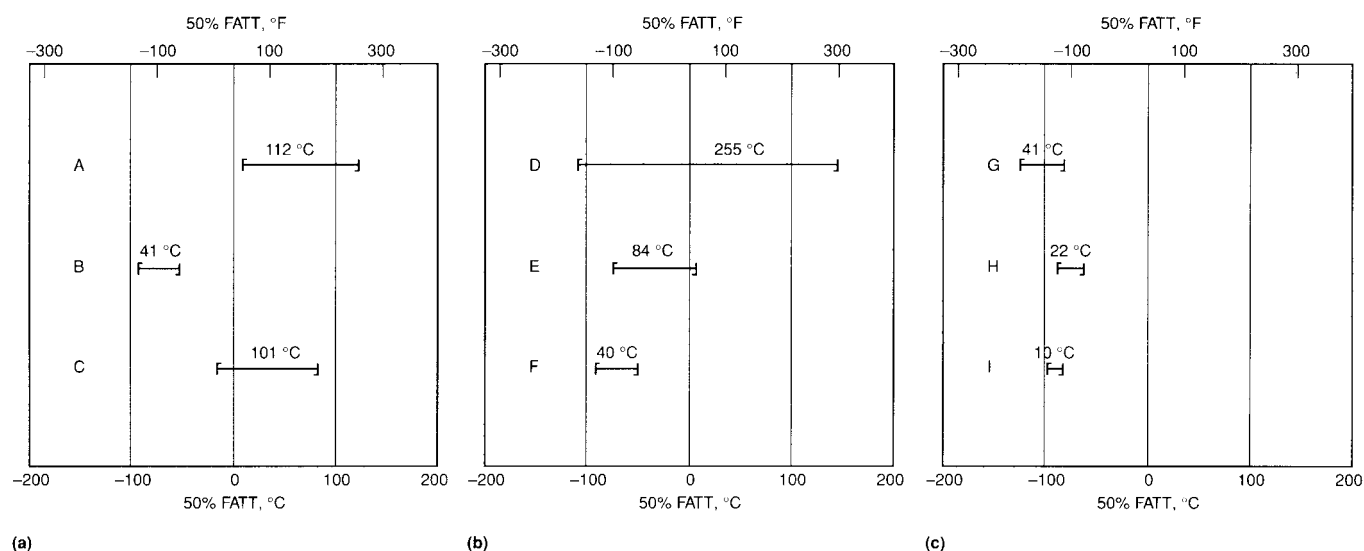 50% FATT, °F
−300 −100 100 300
A 112 °C
B 41 °C
C 101 °C
−200 −100 0 100 200
50% FATT, °C
(a)
50% FATT, °F
−300 −100 100 300
D 255 °C
E 84 °C
F 40 °C
−200 −100 0 100 200
50% FATT, °C
(b)
50% FATT, °F
−300 −100 100 300
G 41 °C
H 22 °C
I 10 °C
−200 −100 0 100 200
50% FATT, °C
(c)